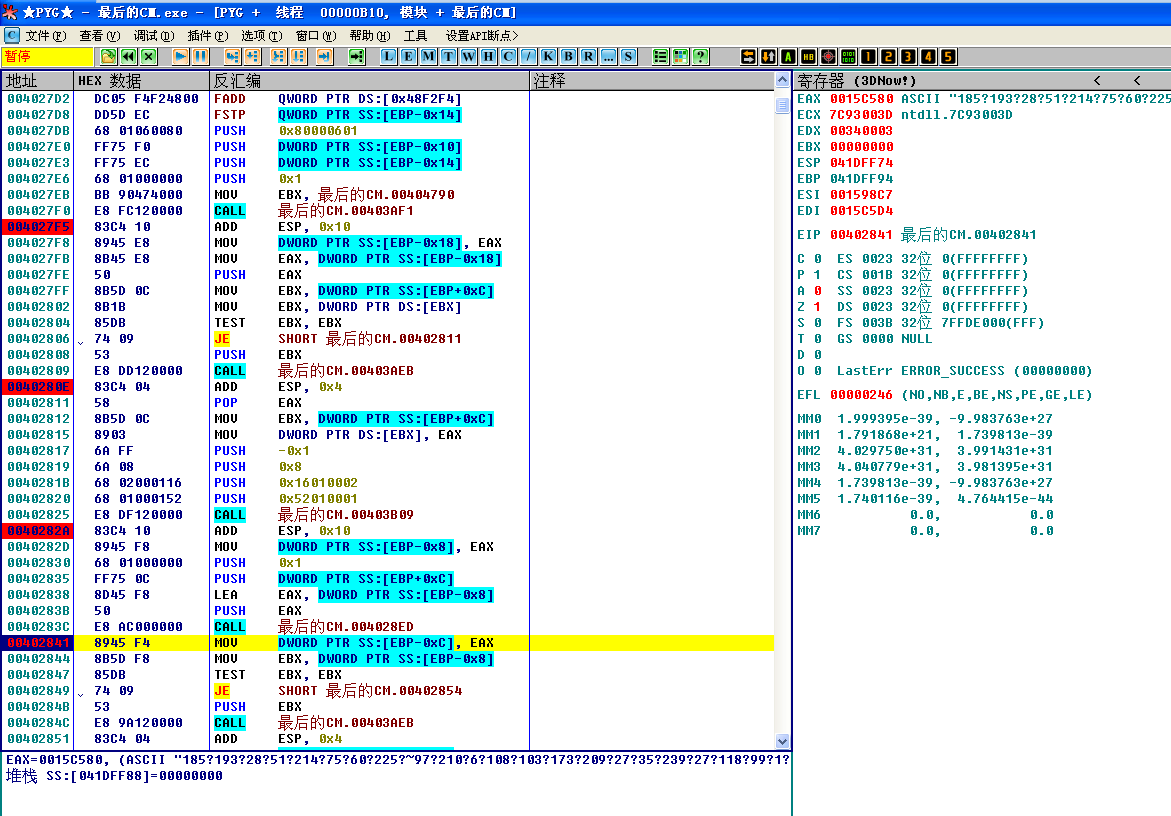 ★PYG★ - 最后的CM.exe - [PYG + 线程 00000B10, 模块 + 最后的CM]
C 文件(F) 查看(V) 调试(D) 插件(P) 选项(T) 窗口(W) 帮助(H) 工具 设置API断点>
暂停 L E M T W H C / K B R ... S ? A HB 1 2 3 4 5
地址 HEX 数据 反汇编 注释 寄存器 (3DNow!) < <
004027D2 DC05 F4F24800 FADD QWORD PTR DS:[0x48F2F4]
004027D8 DD5D EC FSTP QWORD PTR SS:[EBP-0x14]
004027DB 68 01060080 PUSH 0x80000601
004027E0 FF75 F0 PUSH DWORD PTR SS:[EBP-0x10]
004027E3 FF75 EC PUSH DWORD PTR SS:[EBP-0x14]
004027E6 68 01000000 PUSH 0x1
004027EB BB 90474000 MOV EBX, 最后的CM.00404790
004027F0 E8 FC120000 CALL 最后的CM.00403AF1
004027F5 83C4 10 ADD ESP, 0x10
004027F8 8945 E8 MOV DWORD PTR SS:[EBP-0x18], EAX
004027FB 8B45 E8 MOV EAX, DWORD PTR SS:[EBP-0x18]
004027FE 50 PUSH EAX
004027FF 8B5D 0C MOV EBX, DWORD PTR SS:[EBP+0xC]
00402802 8B1B MOV EBX, DWORD PTR DS:[EBX]
00402804 85DB TEST EBX, EBX
00402806 74 09 JE SHORT 最后的CM.00402811
00402808 53 PUSH EBX
00402809 E8 DD120000 CALL 最后的CM.00403AEB
0040280E 83C4 04 ADD ESP, 0x4
00402811 58 POP EAX
00402812 8B5D 0C MOV EBX, DWORD PTR SS:[EBP+0xC]
00402815 8903 MOV DWORD PTR DS:[EBX], EAX
00402817 6A FF PUSH -0x1
00402819 6A 08 PUSH 0x8
0040281B 68 02000116 PUSH 0x16010002
00402820 68 01000152 PUSH 0x52010001
00402825 E8 DF120000 CALL 最后的CM.00403B09
0040282A 83C4 10 ADD ESP, 0x10
0040282D 8945 F8 MOV DWORD PTR SS:[EBP-0x8], EAX
00402830 68 01000000 PUSH 0x1
00402835 FF75 0C PUSH DWORD PTR SS:[EBP+0xC]
00402838 8D45 F8 LEA EAX, DWORD PTR SS:[EBP-0x8]
0040283B 50 PUSH EAX
0040283C E8 AC000000 CALL 最后的CM.004028ED
00402841 8945 F4 MOV DWORD PTR SS:[EBP-0xC], EAX
00402844 8B5D F8 MOV EBX, DWORD PTR SS:[EBP-0x8]
00402847 85DB TEST EBX, EBX
00402849 74 09 JE SHORT 最后的CM.00402854
0040284B 53 PUSH EBX
0040284C E8 9A120000 CALL 最后的CM.00403AEB
00402851 83C4 04 ADD ESP, 0x4
EAX 0015C580 ASCII "185?193?28?51?214?75?60?225
ECX 7C93003D ntdll.7C93003D
EDX 00340003
EBX 00000000
ESP 041DFF74
EBP 041DFF94
ESI 001598C7
EDI 0015C5D4
EIP 00402841 最后的CM.00402841
C 0 ES 0023 32位 0(FFFFFFFF)
P 1 CS 001B 32位 0(FFFFFFFF)
A 0 SS 0023 32位 0(FFFFFFFF)
Z 1 DS 0023 32位 0(FFFFFFFF)
S 0 FS 003B 32位 7FFDE000(FFF)
T 0 GS 0000 NULL
D 0
O 0 LastErr ERROR_SUCCESS (00000000)
EFL 00000246 (NO,NB,E,BE,NS,PE,GE,LE)
MM0 1.999395e-39, -9.983763e+27
MM1 1.791868e+21, 1.739813e-39
MM2 4.029750e+31, 3.991431e+31
MM3 4.040779e+31, 3.981395e+31
MM4 1.739813e-39, -9.983763e+27
MM5 1.740116e-39, 4.764415e-44
MM6 0.0, 0.0
MM7 0.0, 0.0
EAX=0015C580, (ASCII "185?193?28?51?214?75?60?225?~97?210?6?108?103?173?209?27?35?239?27?118?99?1?
堆栈 SS:[041DFF88]=00000000